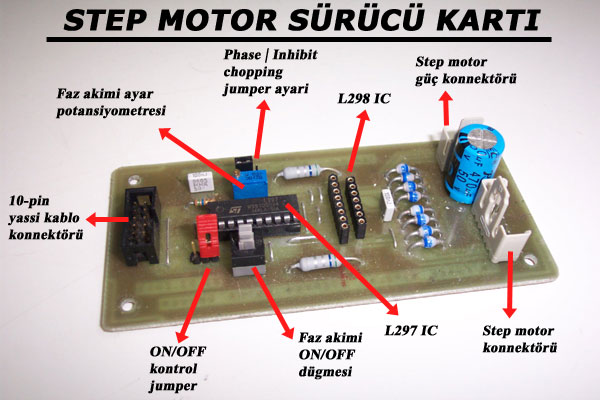 STEP MOTOR SÜRÜCÜ KARTI
Phase | Inhibit
chopping
jumper ayari
Step motor
güç konnektörü
Faz akimi ayar
potansiyometresi
L298 IC
10-pin
yassi kablo
konnektörü
470
50
L297 IC
ON/OFF
kontrol
jumper
Faz akimi
ON/OFF
dügmesi
Step motor
konnektörü